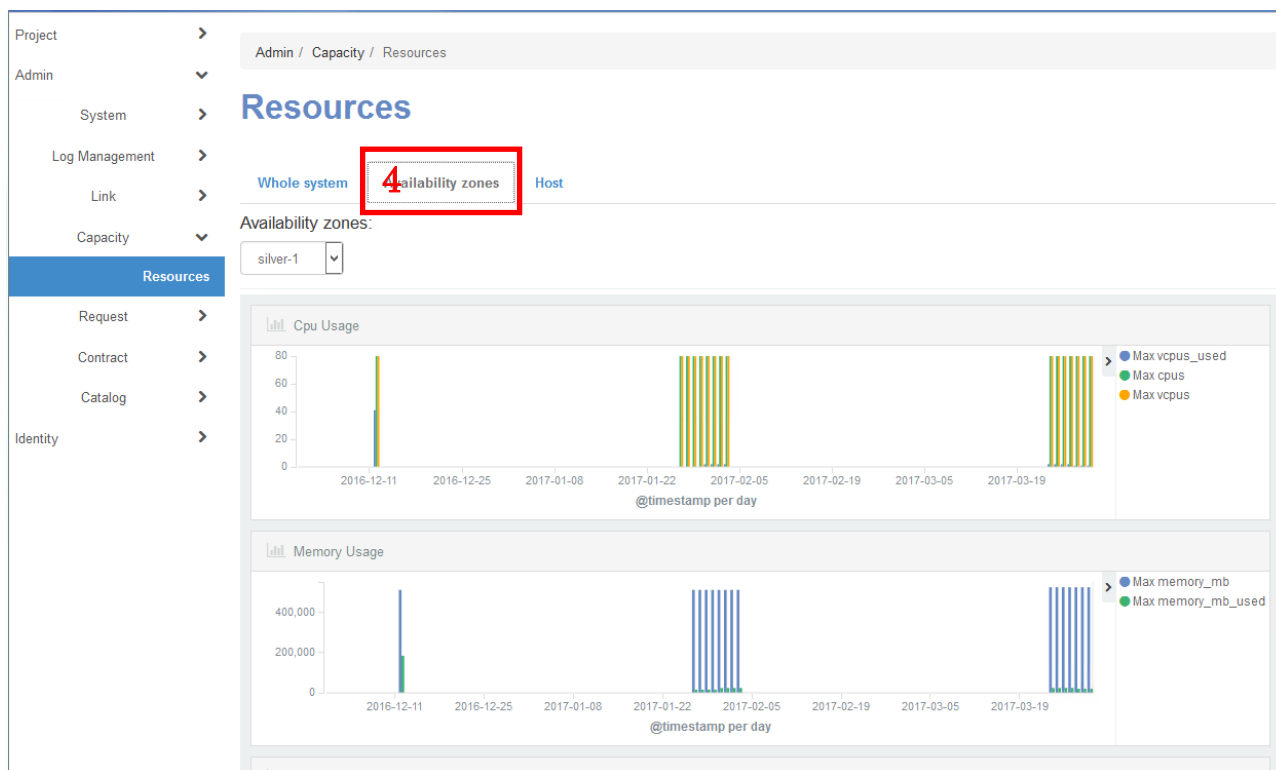 Project
Admin
System
Log Management
Link
Capacity
Resources
Request
Contract
Catalog
Identity
Admin / Capacity / Resources
Resources
Whole system 4 Availability zones Host
Availability zones:
silver-1
Cpu Usage
80
60
40
20
0
2016-12-11 2016-12-25 2017-01-08 2017-01-22 2017-02-05 2017-02-19 2017-03-05 2017-03-19
@timestamp per day
Max vcpus_used
Max cpus
Max vcpus
Memory Usage
400,000
200,000
0
2016-12-11 2016-12-25 2017-01-08 2017-01-22 2017-02-05 2017-02-19 2017-03-05 2017-03-19
@timestamp per day
Max memory_mb
Max memory_mb_used